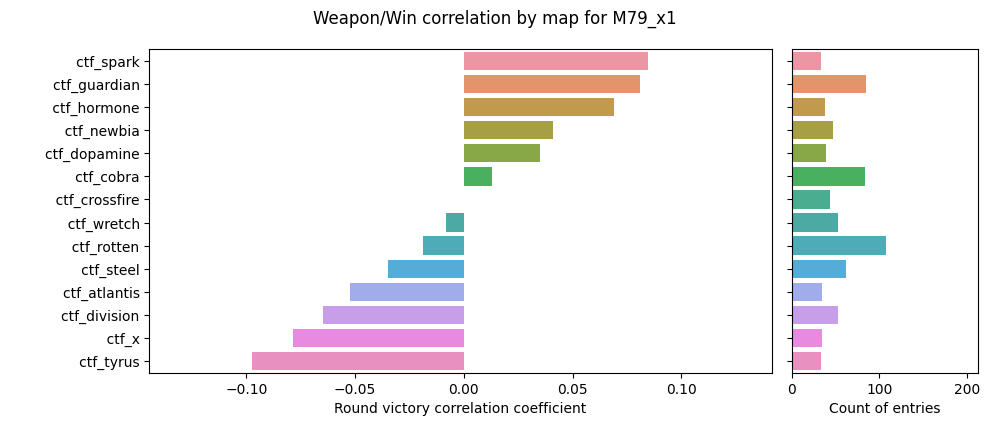 Weapon/Win correlation by map for M79_x1
ctf_spark
ctf_guardian
ctf_hormone
ctf_newbia
ctf_dopamine
ctf_cobra
ctf_crossfire
ctf_wretch
ctf_rotten
ctf_steel
ctf_atlantis
ctf_division
ctf_x
ctf_tyrus
−0.10 −0.05 0.00 0.05 0.10
Round victory correlation coefficient
0 100 200
Count of entries